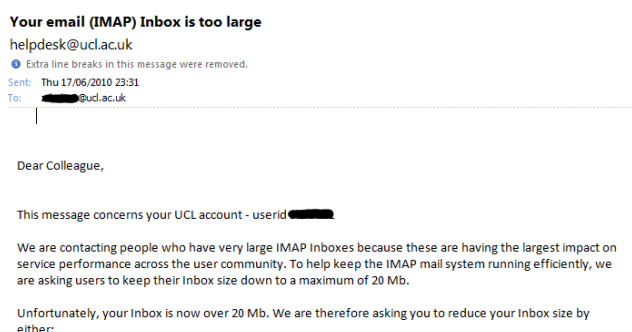 Your email (IMAP) Inbox is too large
helpdesk@ucl.ac.uk
Extra line breaks in this message were removed.
Sent: Thu 17/06/2010 23:31
To: @ucl.ac.uk
Dear Colleague,
This message concerns your UCL account - userid
We are contacting people who have very large IMAP Inboxes because these are having the largest impact on
service performance across the user community. To help keep the IMAP mail system running efficiently, we
are asking users to keep their Inbox size down to a maximum of 20 Mb.
Unfortunately, your Inbox is now over 20 Mb. We are therefore asking you to reduce your Inbox size by
either: